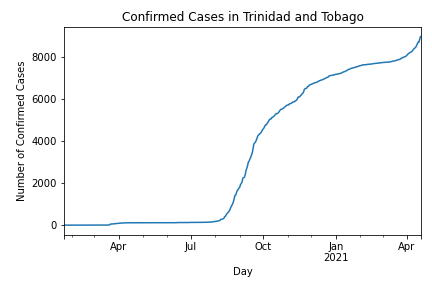 Confirmed Cases in Trinidad and Tobago
Number of Confirmed Cases
8000
6000
4000
2000
0
Apr
Jul
Oct
Jan
2021
Apr
Day